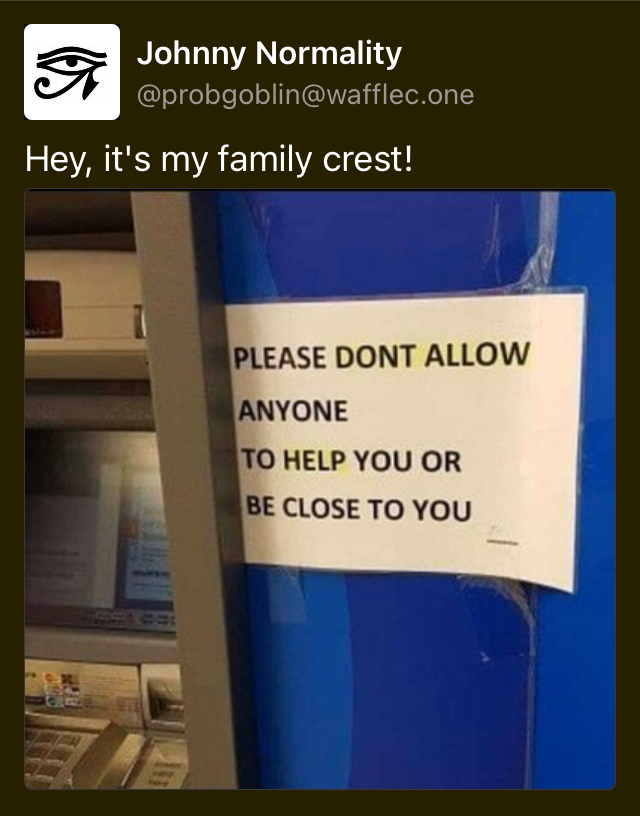 Johnny Normality
@probgoblin@wafflec.one
Hey, it's my family crest!
PLEASE DONT ALLOW
ANYONE
TO HELP YOU OR
BE CLOSE TO YOU